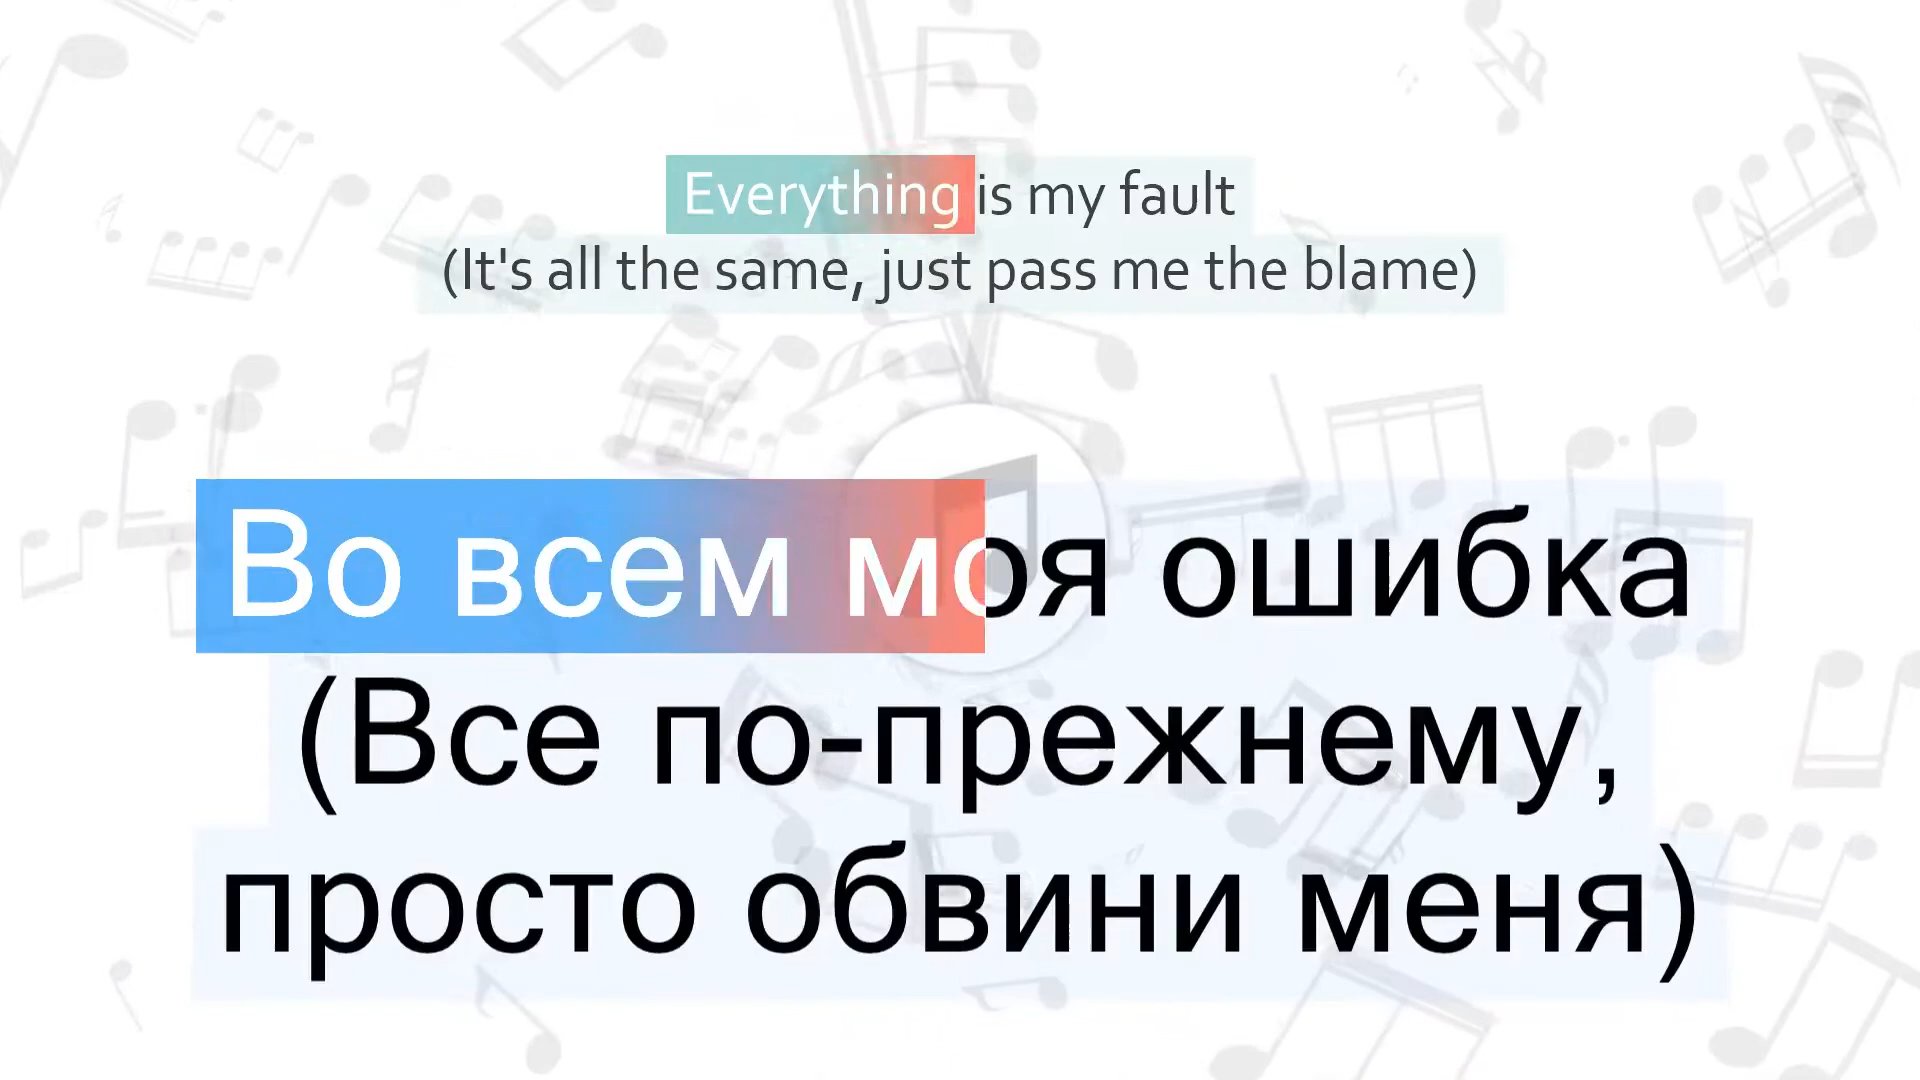 Everything is my fault
(It's all the same, just pass me the blame)
Во всем моя ошибка
(Все по-прежнему,
просто обвини меня)